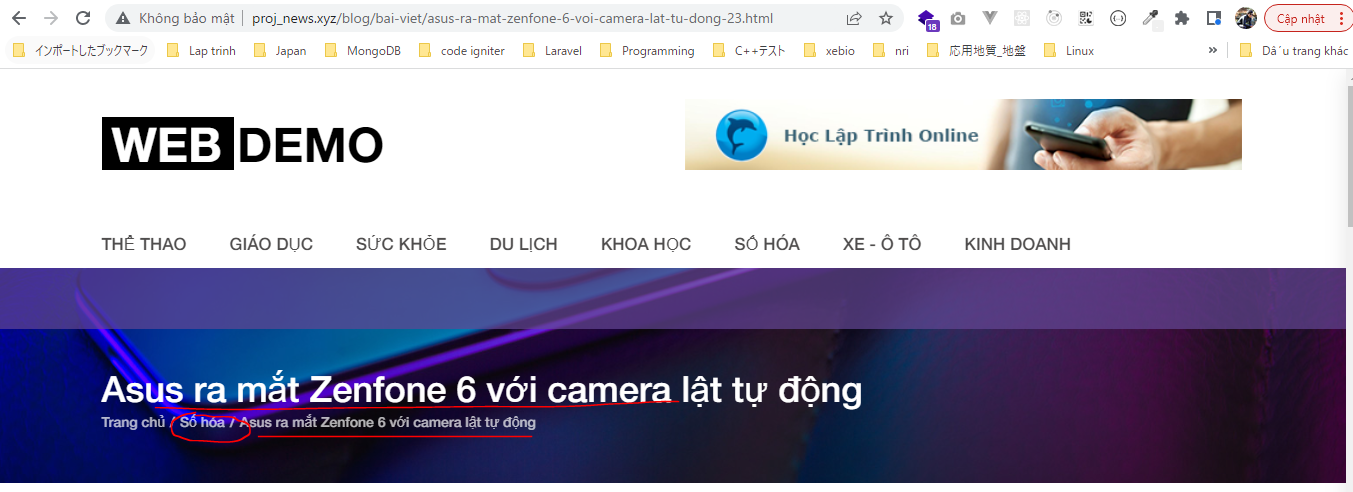 Không bảo mật proj_news.xyz/blog/bai-viet/asus-ra-mat-zenfone-6-voi-camera-lat-tu-dong-23.html 18 Cập nhật
インポートしたブックマーク Lap trinh Japan MongoDB code igniter Laravel Programming C++テスト xebio nri 応用地質_地盤 Linux » Dấu trang khác
WEB DEMO
Học Lập Trình Online
THỂ THAO GIÁO DỤC SỨC KHỎE DU LỊCH KHOA HỌC SỐ HÓA XE - Ô TÔ KINH DOANH
Asus ra mắt Zenfone 6 với camera lật tự động
Trang chủ / Số hóa / Asus ra mắt Zenfone 6 với camera lật tự động